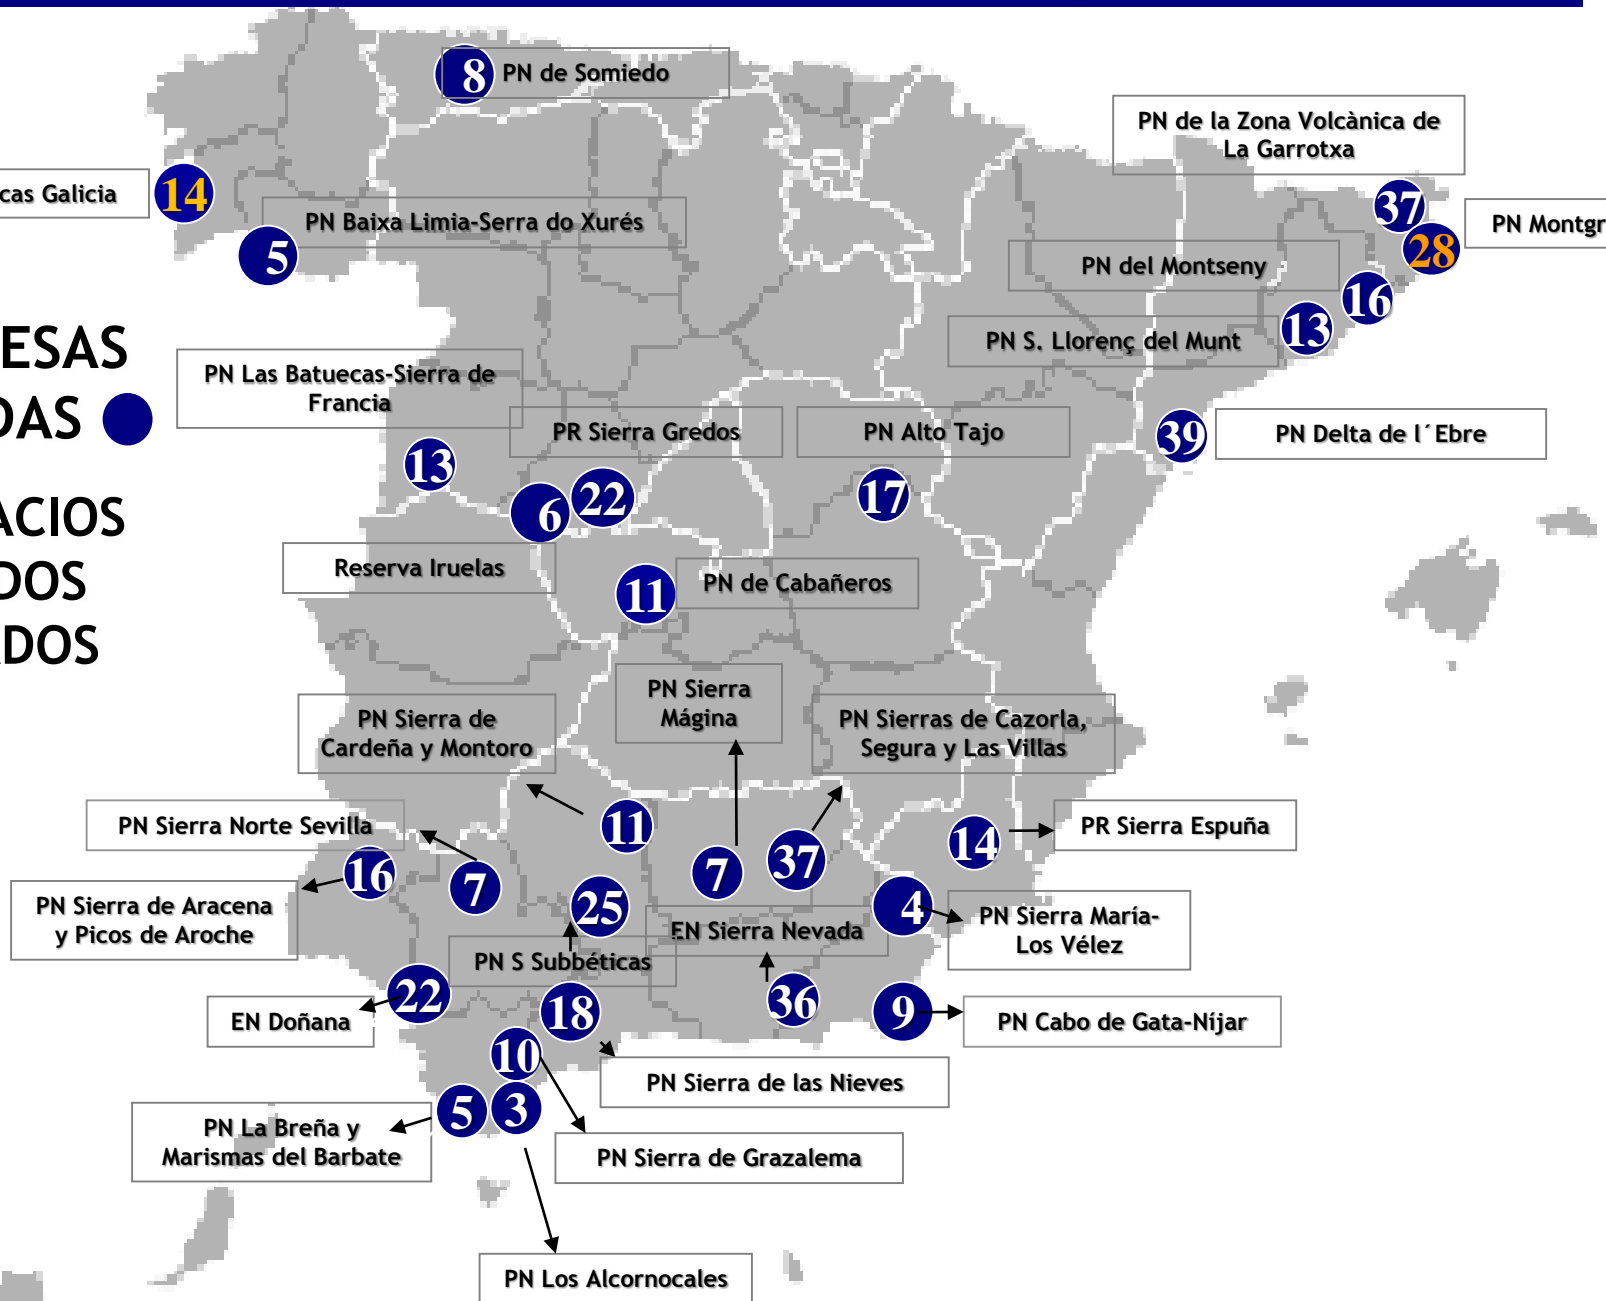 8
PN de Somiedo
PN de la Zona Volcànica de
La Garrotxa
cas Galicia
14
37
PN Montgr
28
PN Baixa Limia-Serra do Xurés
5
PN del Montseny
16
PN S. Llorenç del Munt
13
ESAS
DAS
PN Las Batuecas-Sierra de
Francia
13
PR Sierra Gredos
22
6
PN Alto Tajo
17
39
PN Delta de l´Ebre
ACIOS
DOS
ADOS
Reserva Iruelas
11
PN de Cabañeros
PN Sierra
Mágina
PN Sierra de
Cardeña y Montoro
PN Sierras de Cazorla,
Segura y Las Villas
PN Sierra Norte Sevilla
11
7
37
14
PR Sierra Espuña
16
7
25
4
PN Sierra de Aracena
y Picos de Aroche
EN Sierra Nevada
PN Sierra María-
Los Vélez
PN S Subbéticas
22
EN Doñana
18
36
9
PN Cabo de Gata-Níjar
10
PN Sierra de las Nieves
5
3
PN La Breña y
Marismas del Barbate
PN Sierra de Grazalema
PN Los Alcornocales